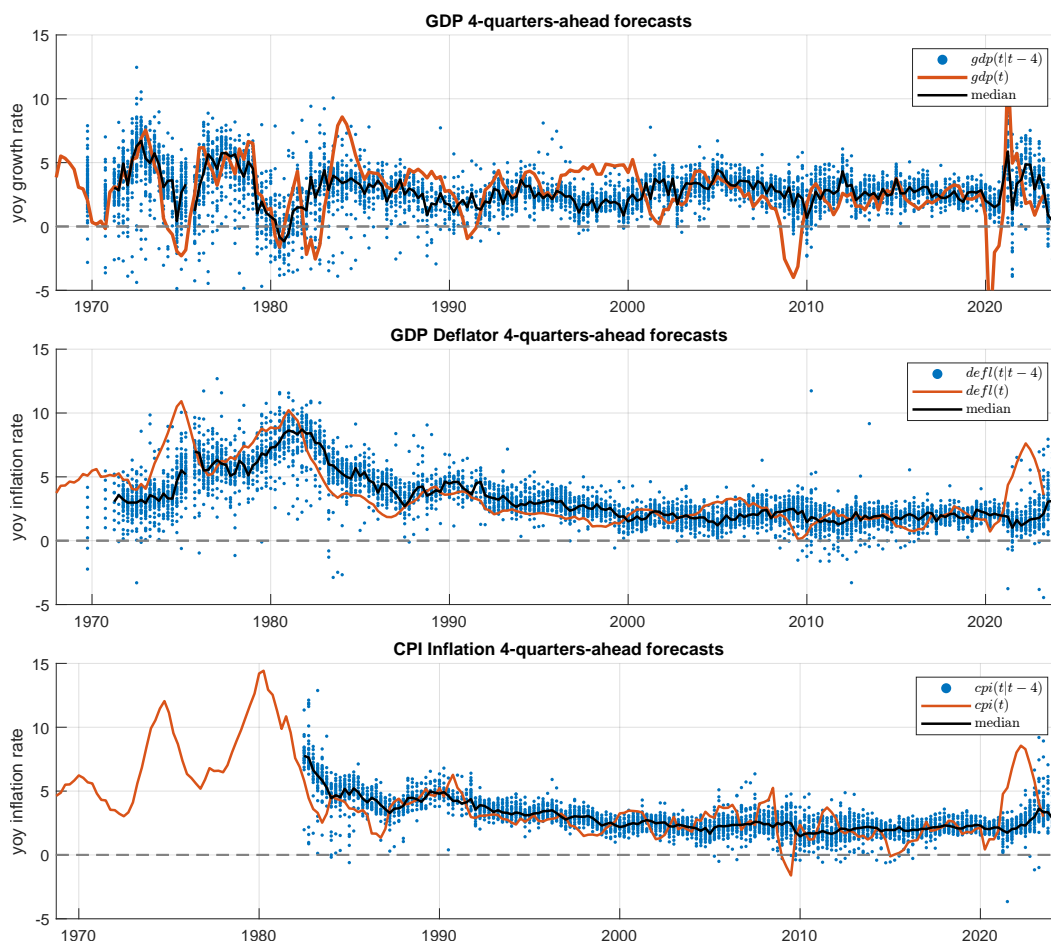 GDP 4-quarters-ahead forecasts
15
10
5
0
-5
yoy growth rate
gdp(t|t − 4)
gdp(t)
median
1970
1980
1990
2000
2010
2020
GDP Deflator 4-quarters-ahead forecasts
15
10
5
0
-5
yoy inflation rate
defl(t|t − 4)
defl(t)
median
1970
1980
1990
2000
2010
2020
CPI Inflation 4-quarters-ahead forecasts
15
10
5
0
-5
yoy inflation rate
cpi(t|t − 4)
cpi(t)
median
1970
1980
1990
2000
2010
2020